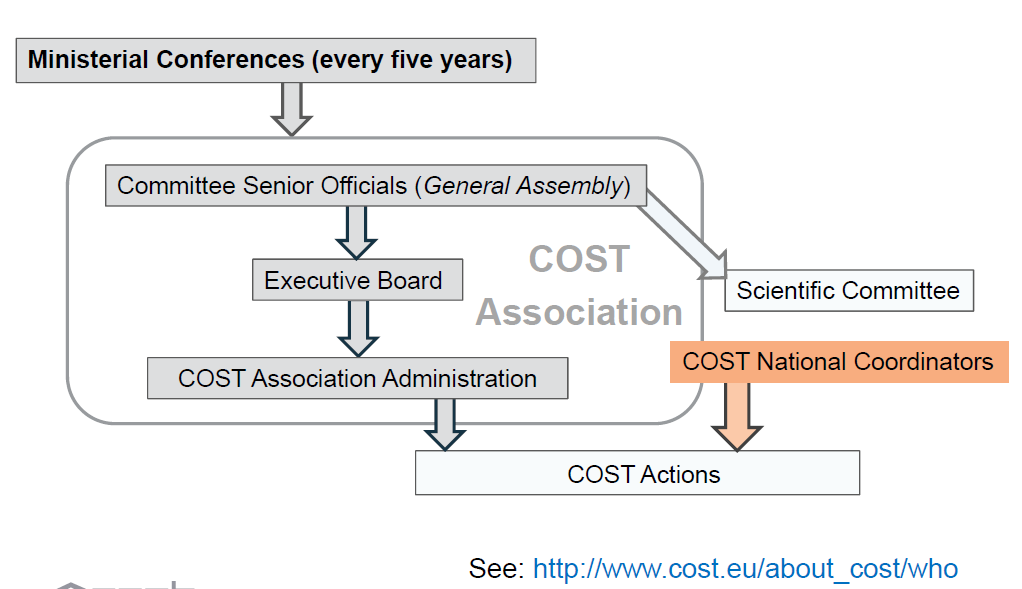 Ministerial Conferences (every five years)
Committee Senior Officials (General Assembly)
COST
Association
Executive Board
Scientific Committee
COST National Coordinators
COST Association Administration
COST Actions
See: http://www.cost.eu/about_cost/who